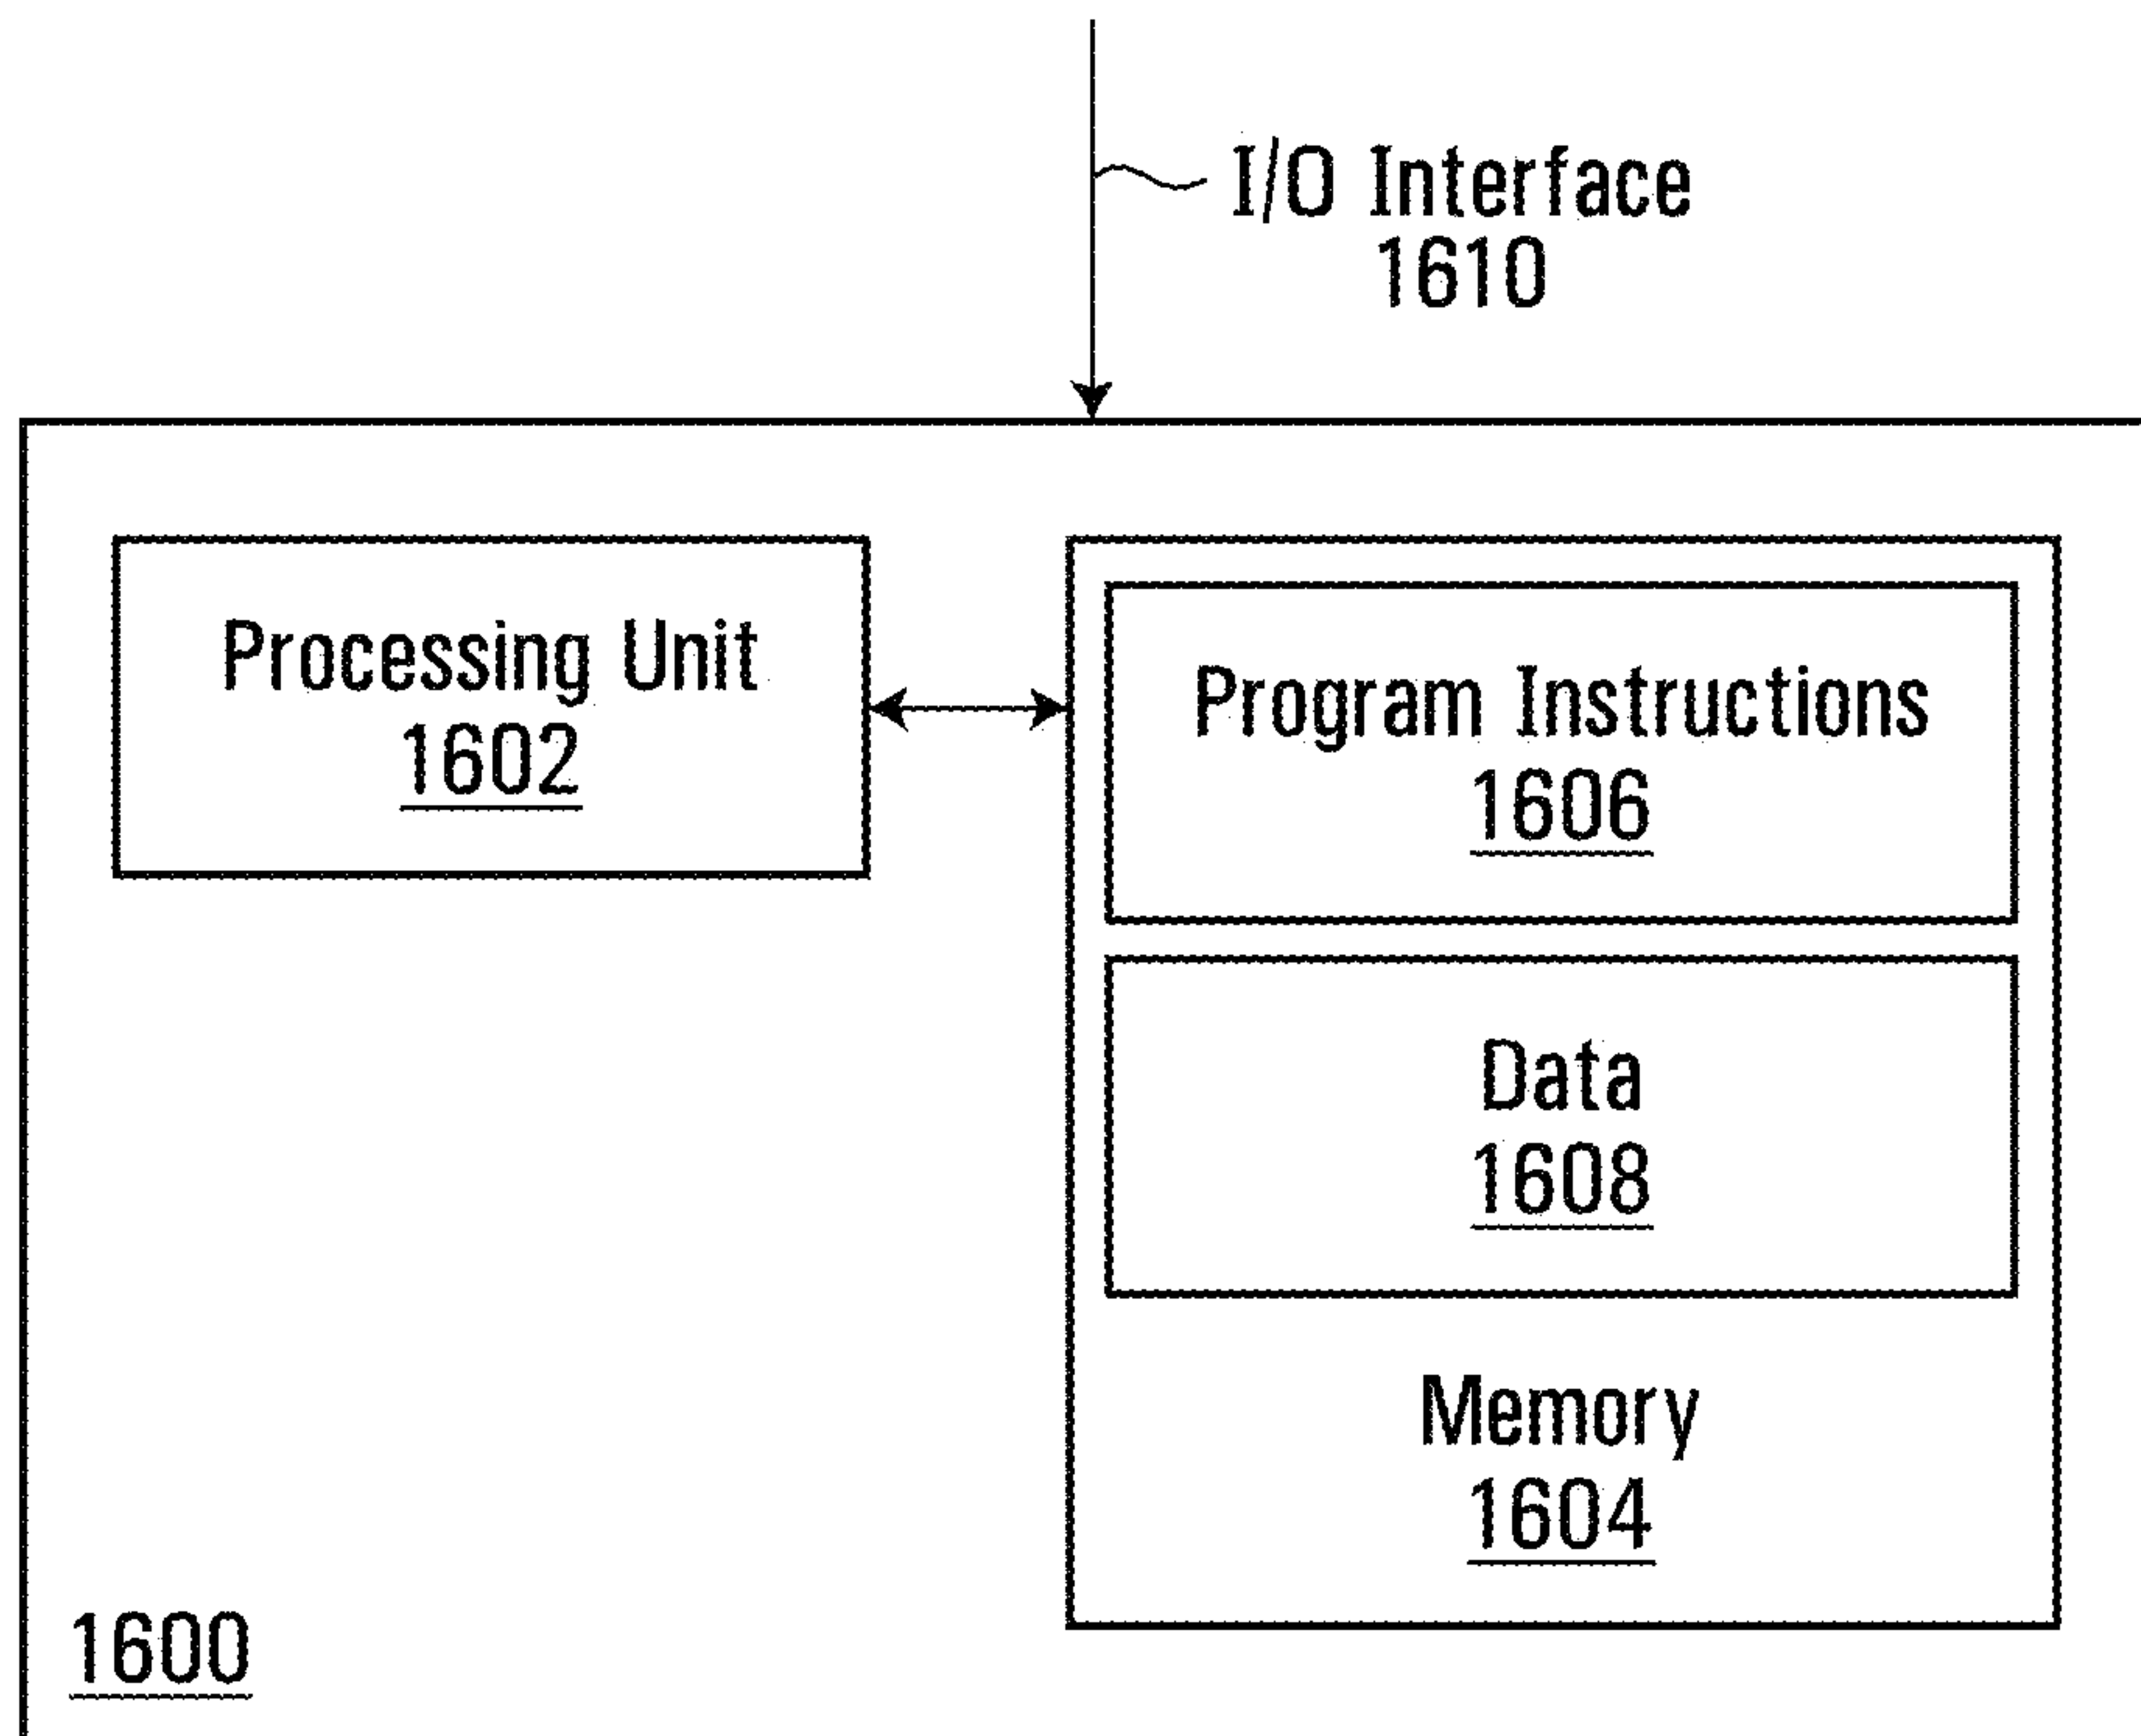 I/O Interface
1610
Processing Unit
1602
Program Instructions
1606
Data
1608
Memory
1604
1600